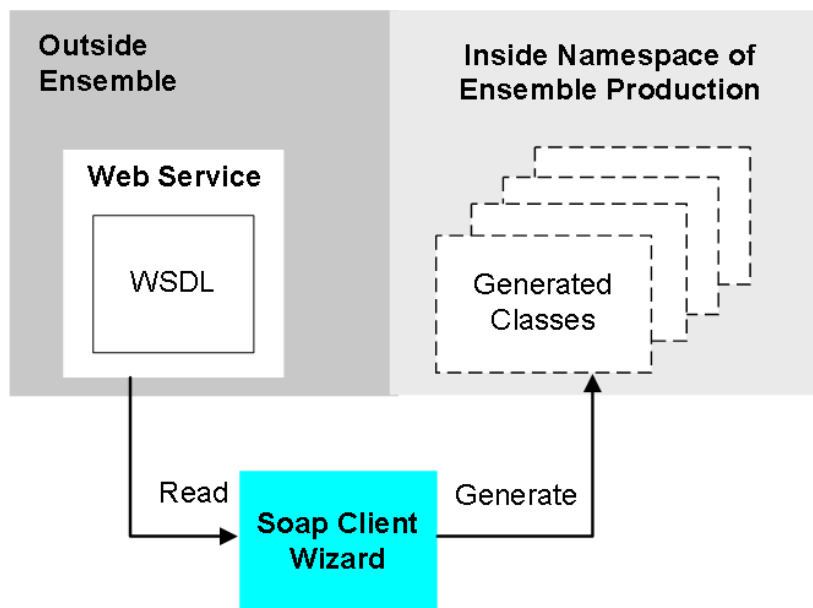 Outside
Ensemble
Inside Namespace of
Ensemble Production
Web Service
WSDL
Generated
Classes
Read
Generate
Soap Client
Wizard